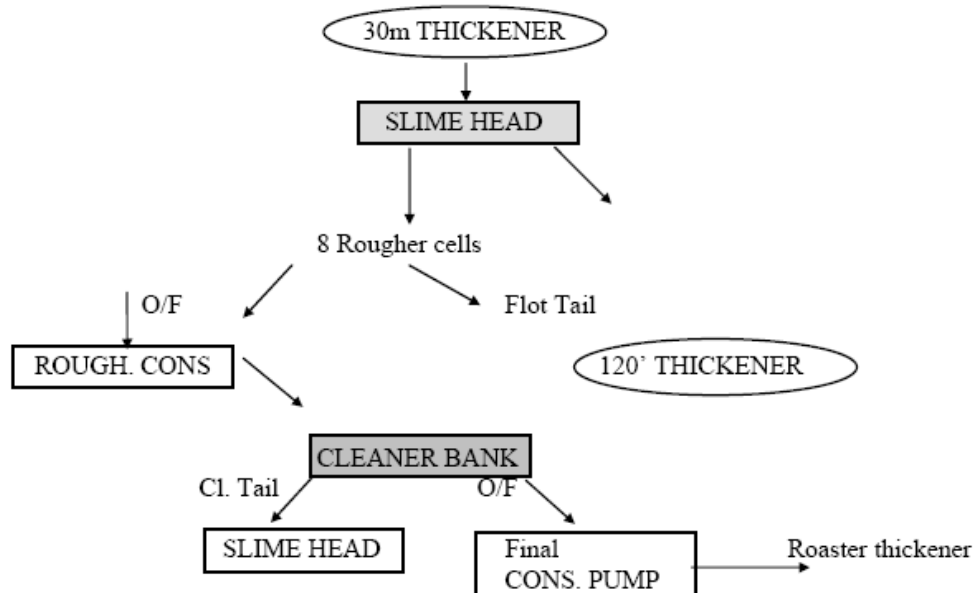 30m THICKENER
SLIME HEAD
8 Rougher cells
O/F
Flot Tail
ROUGH. CONS
120’ THICKENER
CLEANER BANK
Cl. Tail
O/F
SLIME HEAD
Final
CONS. PUMP
Roaster thickener